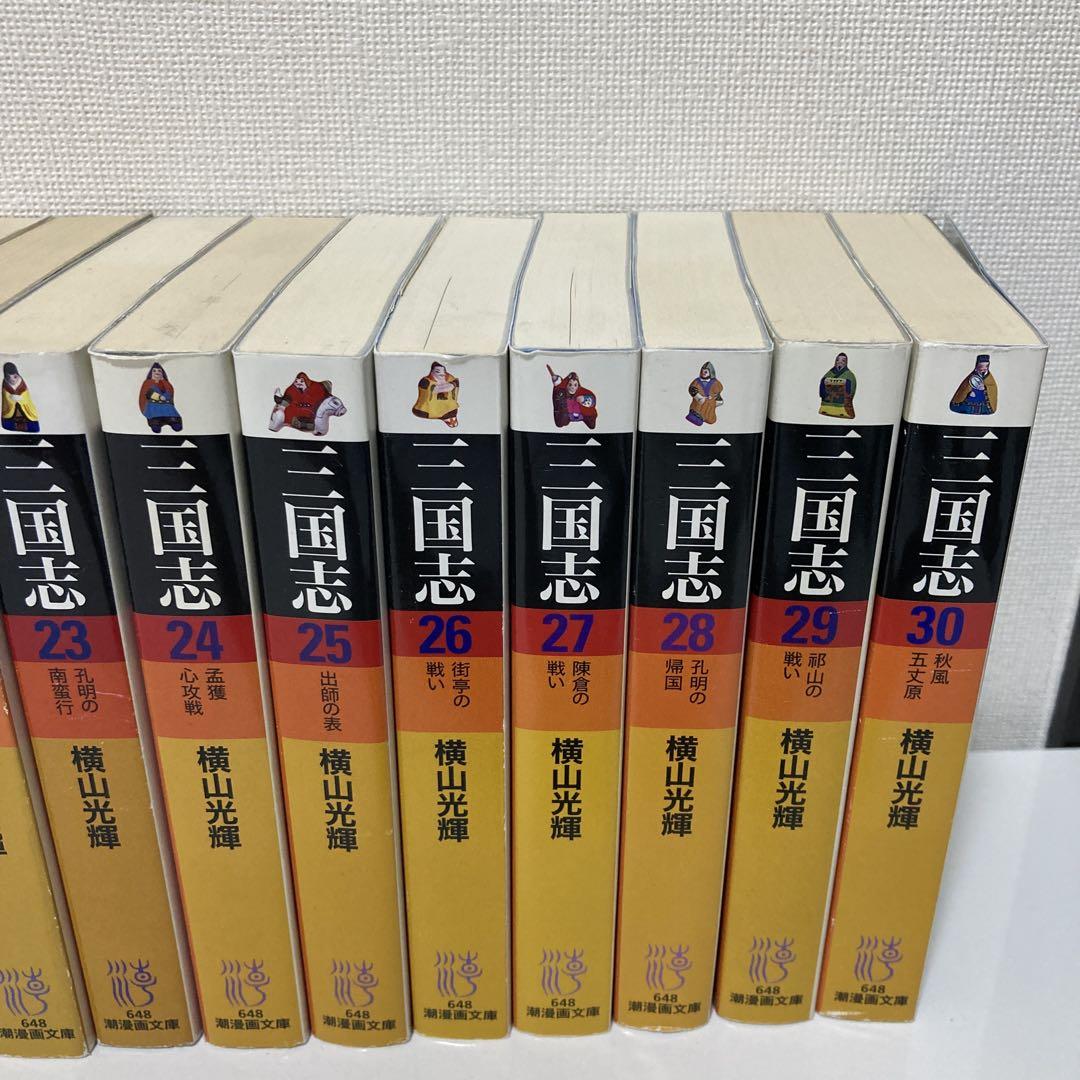 三国志
23
孔明の
南蛮行
横山光輝
648
潮漫画文庫
三国志
24
孟獲
心攻戦
横山光輝
648
潮漫画文庫
三国志
25
出師の表
横山光輝
648
潮漫画文庫
三国志
26
街亭の
戦い
横山光輝
648
潮漫画文庫
三国志
27
陳倉の
戦い
横山光輝
648
潮漫画文庫
三国志
28
孔明の
帰国
横山光輝
648
潮漫画文庫
三国志
29
祁山の
戦い
横山光輝
648
潮漫画文庫
三国志
30
秋風
五丈原
横山光輝
648
潮漫画文庫